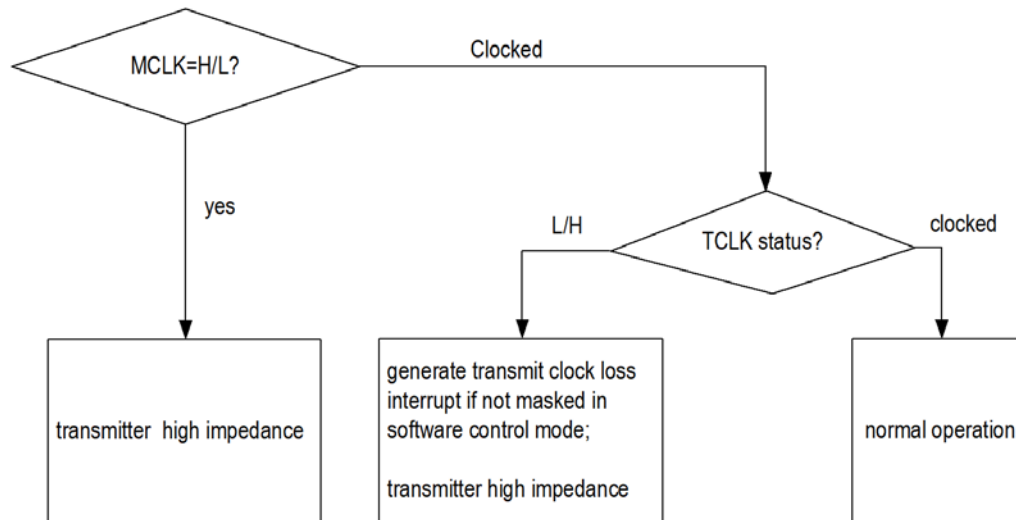 MCLK=H/L?
Clocked
yes
TCLK status?
L/H
clocked
transmitter high impedance
generate transmit clock loss
interrupt if not masked in
software control mode;
transmitter high impedance
normal operation